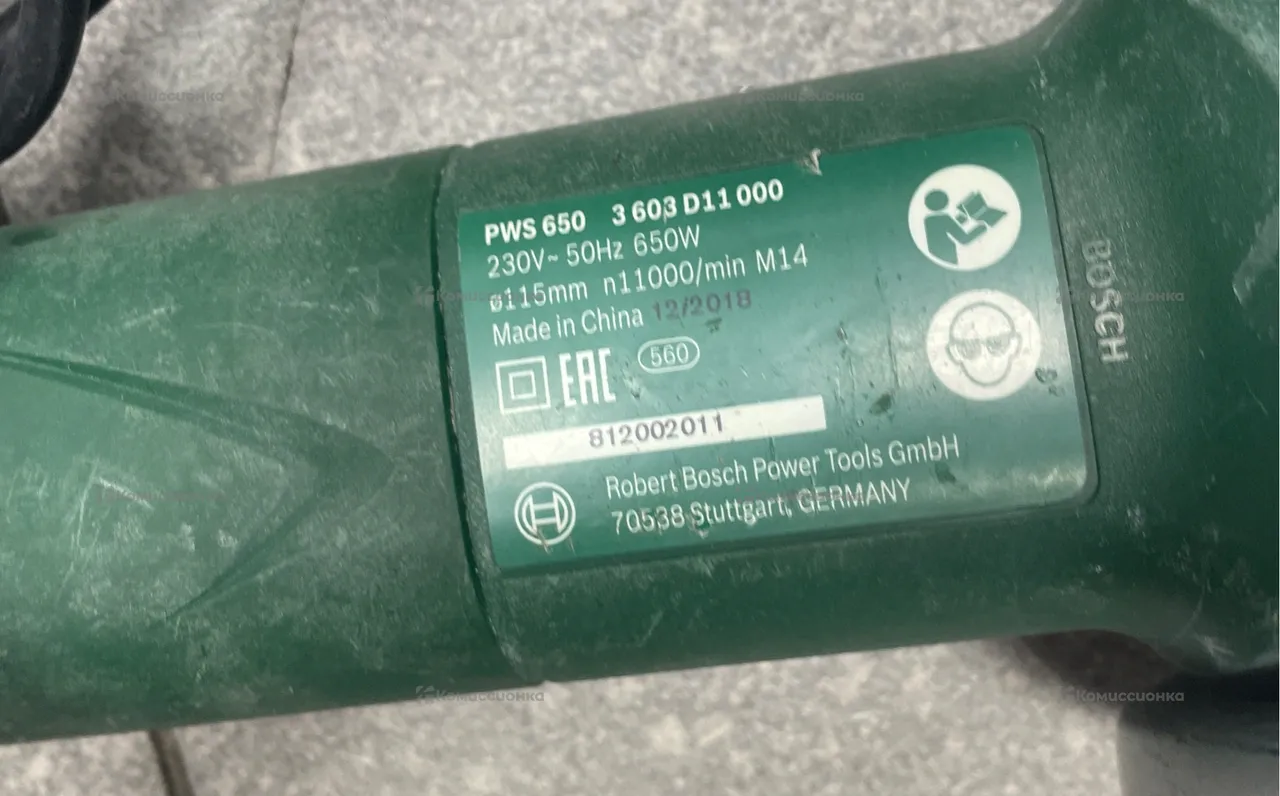 PWS 650 3 603 D11 000
230V~ 50Hz 650W
ø115mm n11000/min M14
Made in China 12/2018
EAC 560
812002011
Robert Bosch Power Tools GmbH
70538 Stuttgart, GERMANY
BOSCH
Комиссионка
Комиссионка
Комиссионка
Комиссионка
Комиссионка
Комиссионка